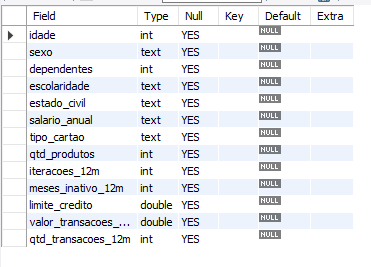 Field Type Null Key Default Extra
idade int YES NULL
sexo text YES NULL
dependentes int YES NULL
escolaridade text YES NULL
estado_civil text YES NULL
salario_anual text YES NULL
tipo_cartao text YES NULL
qtd_produtos int YES NULL
iteracoes_12m int YES NULL
meses_inativo_12m int YES NULL
limite_credito double YES NULL
valor_transacoes_... double YES NULL
qtd_transacoes_12m int YES NULL